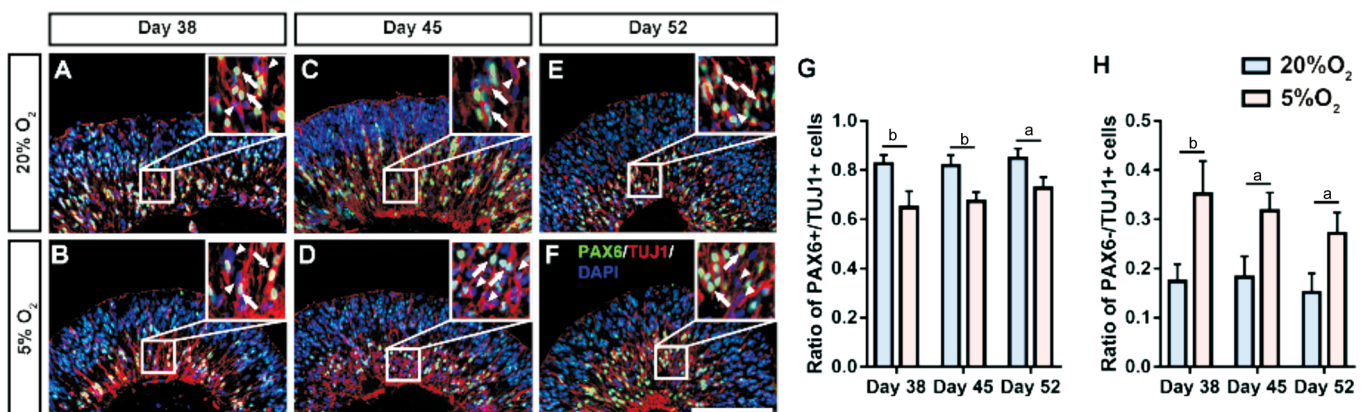 Day 38
Day 45
Day 52
20% O₂
5% O₂
A
C
E
B
D
F
PAX6/TUJ1/
DAPI
G
Ratio of PAX6+/TUJ1+ cells
1.0
0.8
0.6
0.4
0.2
0.0
b
b
a
Day 38
Day 45
Day 52
H
20%O₂
5%O₂
Ratio of PAX6-/TUJ1+ cells
0.5
0.4
0.3
0.2
0.1
0.0
b
a
a
Day 38
Day 45
Day 52